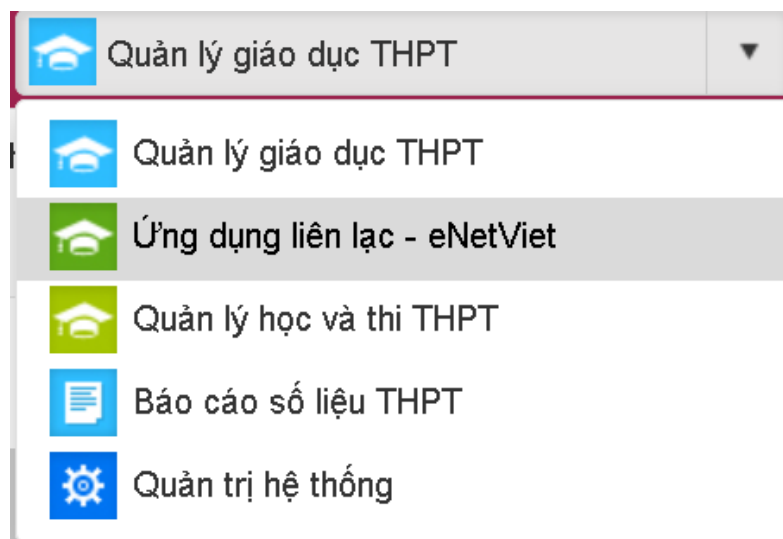 Quản lý giáo dục THPT
Quản lý giáo dục THPT
Ứng dụng liên lạc - eNetViet
Quản lý học và thi THPT
Báo cáo số liệu THPT
Quản trị hệ thống